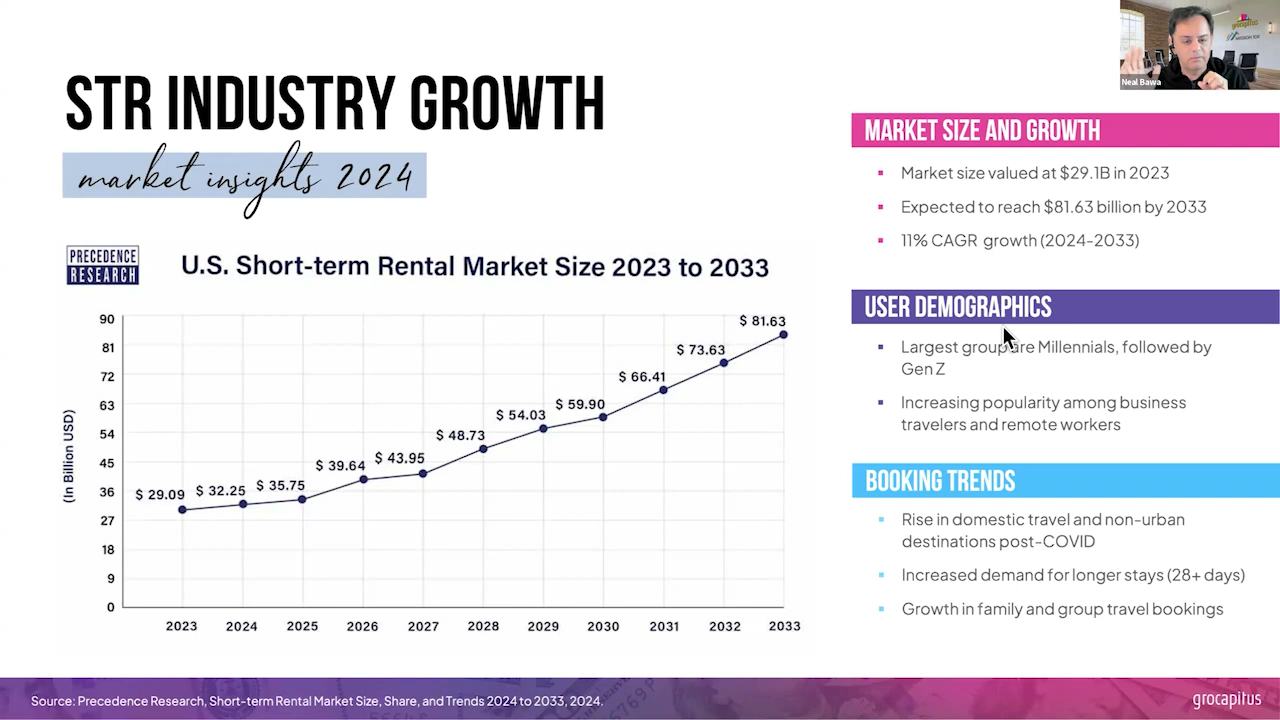 STR INDUSTRY GROWTH
market insights 2024
PRECEDENCE
RESEARCH
U.S. Short-term Rental Market Size 2023 to 2033
(In Billion USD)
90
81
72
63
54
45
36
27
18
9
0
$ 29.09
$ 32.25
$ 35.75
$ 39.64
$ 43.95
$ 48.73
$ 54.03
$ 59.90
$ 66.41
$ 73.63
$ 81.63
2023 2024 2025 2026 2027 2028 2029 2030 2031 2032 2033
Neal Bawa
grocapitus
MARKET SIZE AND GROWTH
▪ Market size valued at $29.1B in 2023
▪ Expected to reach $81.63 billion by 2033
▪ 11% CAGR growth (2024-2033)
USER DEMOGRAPHICS
▪ Largest group are Millennials, followed by
Gen Z
▪ Increasing popularity among business
travelers and remote workers
BOOKING TRENDS
▪ Rise in domestic travel and non-urban
destinations post-COVID
▪ Increased demand for longer stays (28+ days)
▪ Growth in family and group travel bookings
Source: Precedence Research, Short-term Rental Market Size, Share, and Trends 2024 to 2033, 2024.
grocapitus